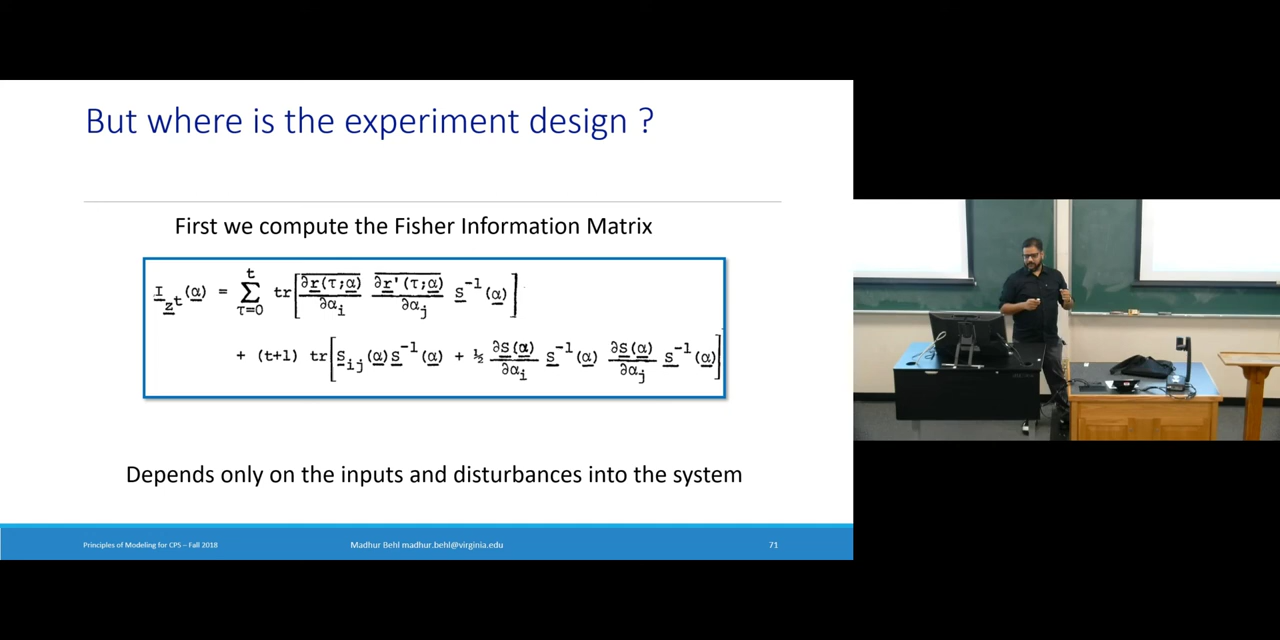 But where is the experiment design ?
First we compute the Fisher Information Matrix
I_z^t(α) = Σ_{τ=0}^{t} tr[ ∂r(τ;α)/∂α_i ∂r'(τ;α)/∂α_j S⁻¹(α) ]
+ (t+1) tr[ S_ij(α)S⁻¹(α) + ½ ∂S(α)/∂α_i S⁻¹(α) ∂S(α)/∂α_j S⁻¹(α) ]
Depends only on the inputs and disturbances into the system
Principles of Modeling for CPS – Fall 2018
Madhur Behl madhur.behl@virginia.edu
71